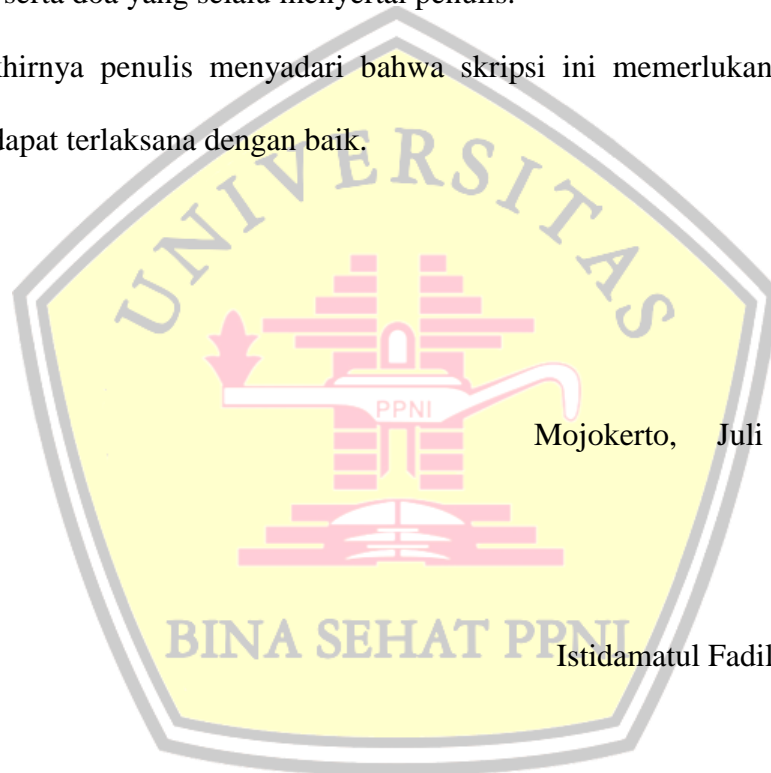 serta doa yang selalu menyertai penulis.
khirnya penulis menyadari bahwa skripsi ini memerlukan
dapat terlaksana dengan baik.
UNIVERSITAS
PPNI
Mojokerto, Juli
BINA SEHAT PPNI
Istidamatul Fadil